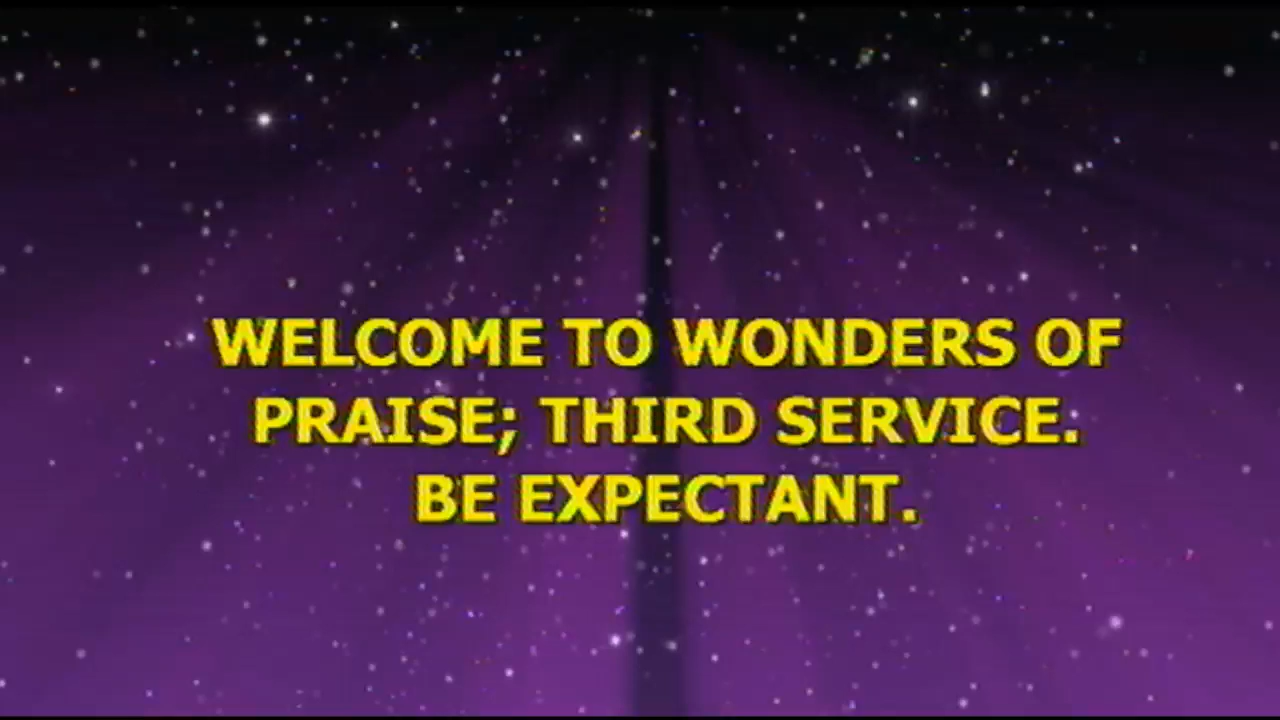 WELCOME TO WONDERS OF
PRAISE; THIRD SERVICE.
BE EXPECTANT.